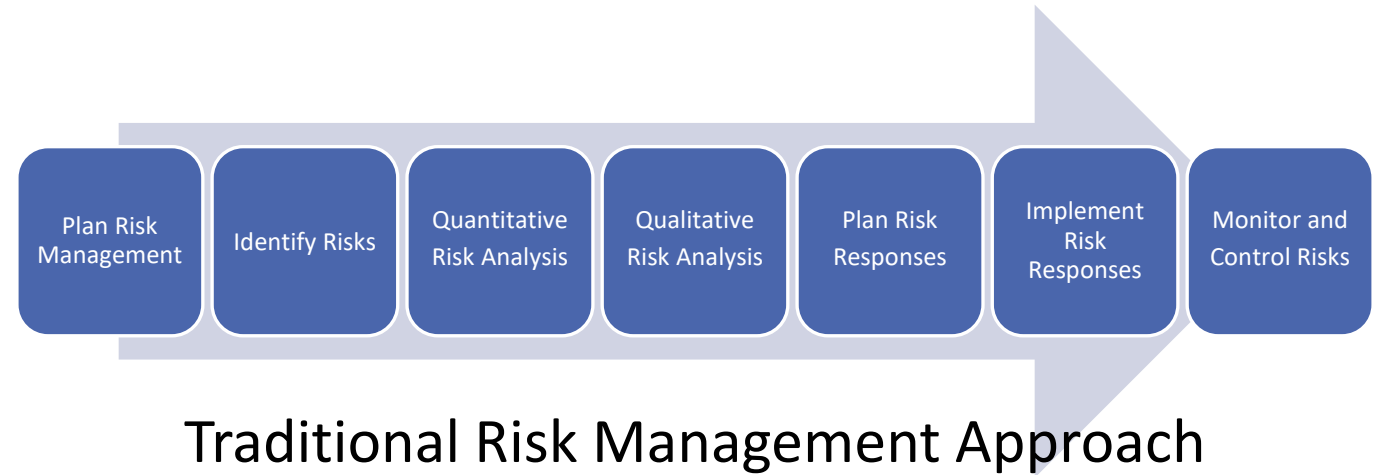 Plan Risk
Management
Identify Risks
Quantitative
Risk Analysis
Qualitative
Risk Analysis
Plan Risk
Responses
Implement
Risk
Responses
Monitor and
Control Risks
Traditional Risk Management Approach